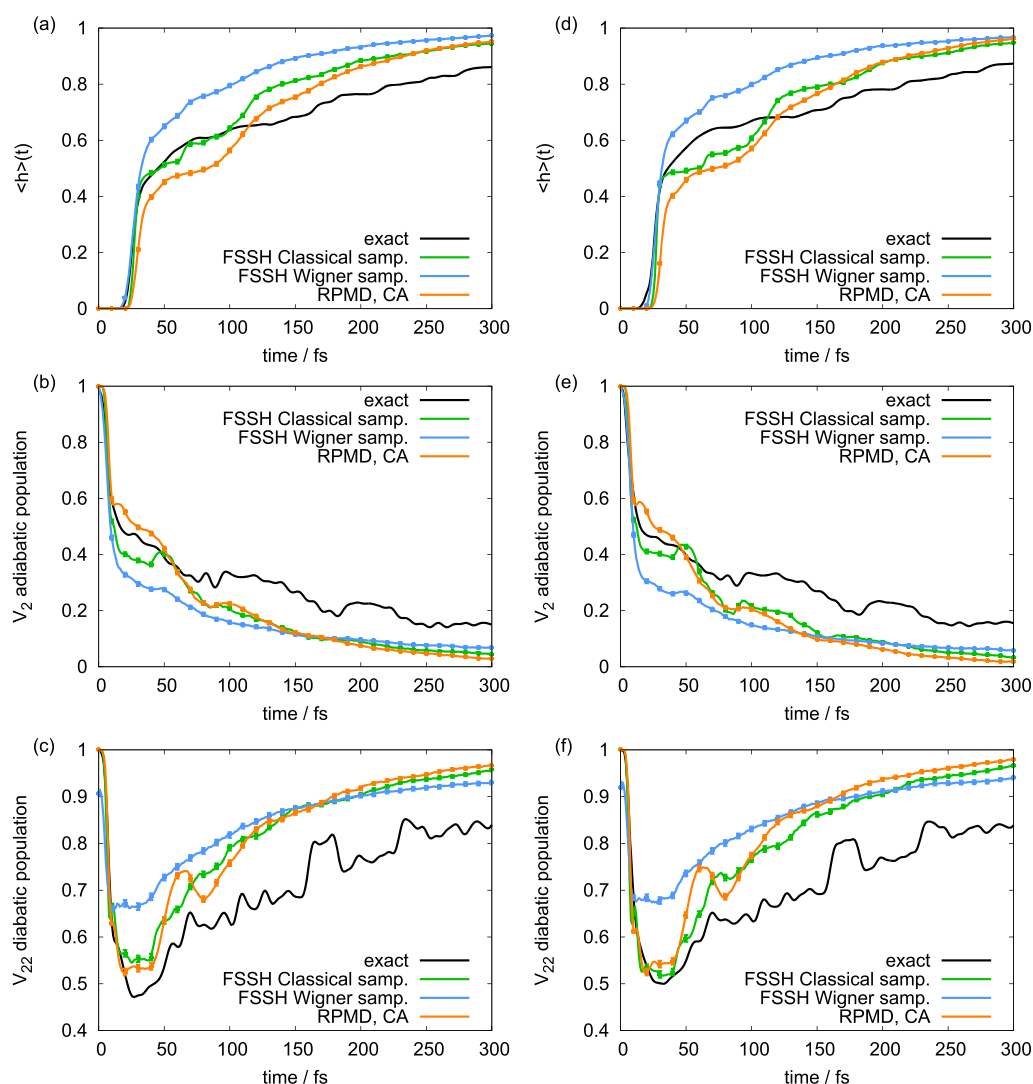 (a)
<h>(t)
1
0.8
0.6
0.4
0.2
0
0 50 100 150 200 250 300
time / fs
exact
FSSH Classical samp.
FSSH Wigner samp.
RPMD, CA
(d)
<h>(t)
1
0.8
0.6
0.4
0.2
0
0 50 100 150 200 250 300
time / fs
exact
FSSH Classical samp.
FSSH Wigner samp.
RPMD, CA
(b)
V2 adiabatic population
1
0.8
0.6
0.4
0.2
0
0 50 100 150 200 250 300
time / fs
exact
FSSH Classical samp.
FSSH Wigner samp.
RPMD, CA
(e)
V2 adiabatic population
1
0.8
0.6
0.4
0.2
0
0 50 100 150 200 250 300
time / fs
exact
FSSH Classical samp.
FSSH Wigner samp.
RPMD, CA
(c)
V22 diabatic population
1
0.9
0.8
0.7
0.6
0.5
0.4
0 50 100 150 200 250 300
time / fs
exact
FSSH Classical samp.
FSSH Wigner samp.
RPMD, CA
(f)
V22 diabatic population
1
0.9
0.8
0.7
0.6
0.5
0.4
0 50 100 150 200 250 300
time / fs
exact
FSSH Classical samp.
FSSH Wigner samp.
RPMD, CA